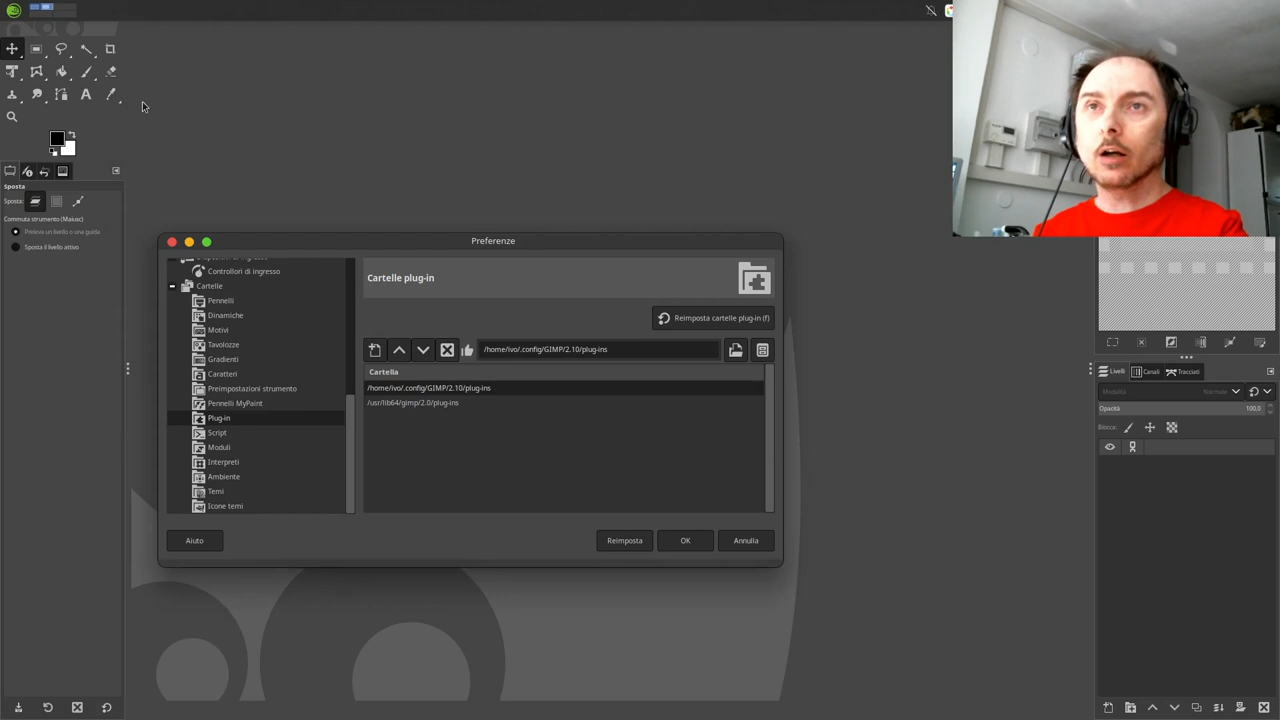 Sposta
Sposta:
Commuta strumento (Maiusc)
Preleva un livello o una guida
Sposta il livello attivo
Preferenze
Controllori di ingresso
Cartelle
Pennelli
Dinamiche
Motivi
Tavolozze
Gradienti
Caratteri
Preimpostazioni strumento
Pennelli MyPaint
Plug-in
Script
Moduli
Interpreti
Ambiente
Temi
Icone temi
Cartelle plug-in
Reimposta cartelle plug-in (f)
/home/ivo/.config/GIMP/2.10/plug-ins
Cartella
/home/ivo/.config/GIMP/2.10/plug-ins
/usr/lib64/gimp/2.0/plug-ins
Aiuto
Reimposta
OK
Annulla
Livelli
Canali
Tracciati
Modalità
Normale
Opacità
100,0
Blocca: